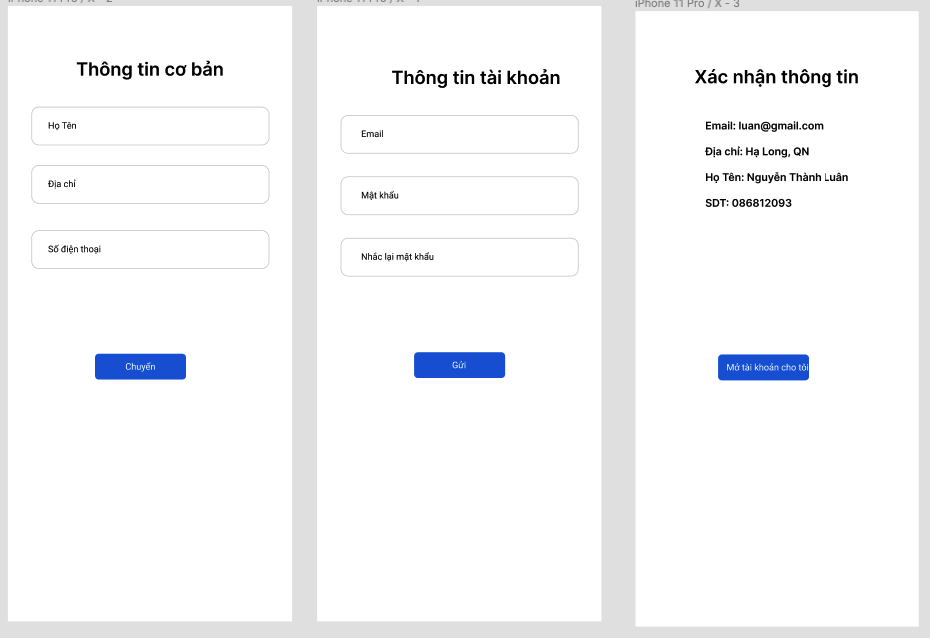 iPhone 11 Pro / X - 3
Thông tin cơ bản
Họ Tên
Địa chỉ
Số điện thoại
Chuyển
Thông tin tài khoản
Email
Mật khẩu
Nhắc lại mật khẩu
Gửi
Xác nhận thông tin
Email: luan@gmail.com
Địa chỉ: Hạ Long, QN
Họ Tên: Nguyễn Thành Luân
SDT: 086812093
Mở tài khoản cho tôi